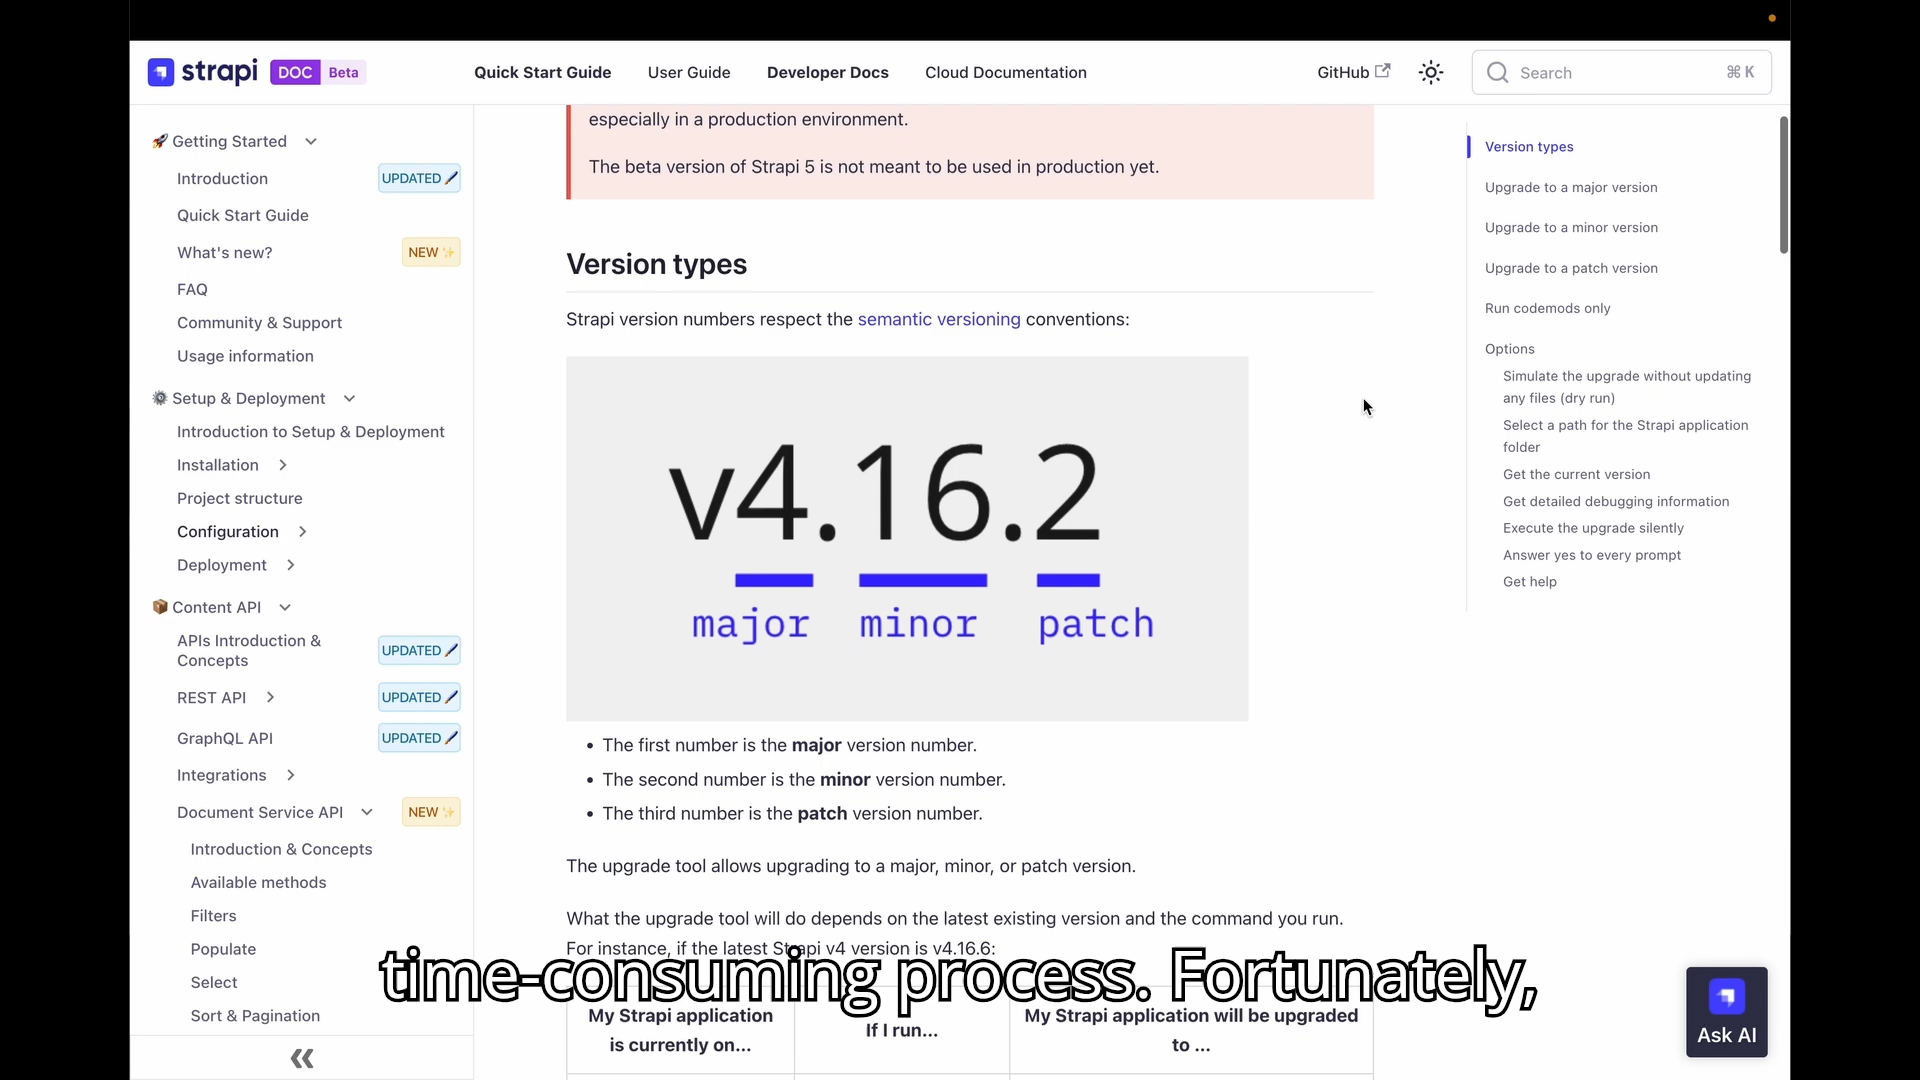 strapi DOC Beta
Quick Start Guide
User Guide
Developer Docs
Cloud Documentation
GitHub
Search
⌘ K
🚀 Getting Started
Introduction
UPDATED 🖌️
Quick Start Guide
What's new?
NEW ✨
FAQ
Community & Support
Usage information
⚙️ Setup & Deployment
Introduction to Setup & Deployment
Installation
Project structure
Configuration
Deployment
📦 Content API
APIs Introduction &
Concepts
UPDATED 🖌️
REST API
UPDATED 🖌️
GraphQL API
UPDATED 🖌️
Integrations
Document Service API
NEW ✨
Introduction & Concepts
Available methods
Filters
Populate
Select
Sort & Pagination
especially in a production environment.
The beta version of Strapi 5 is not meant to be used in production yet.
Version types
Strapi version numbers respect the semantic versioning conventions:
v4.16.2
major minor patch
• The first number is the major version number.
• The second number is the minor version number.
• The third number is the patch version number.
The upgrade tool allows upgrading to a major, minor, or patch version.
What the upgrade tool will do depends on the latest existing version and the command you run.
For instance, if the latest Strapi v4 version is v4.16.6:
time-consuming process. Fortunately,
My Strapi application
is currently on...
If I run...
My Strapi application will be upgraded
to ...
Version types
Upgrade to a major version
Upgrade to a minor version
Upgrade to a patch version
Run codemods only
Options
Simulate the upgrade without updating
any files (dry run)
Select a path for the Strapi application
folder
Get the current version
Get detailed debugging information
Execute the upgrade silently
Answer yes to every prompt
Get help
Ask AI